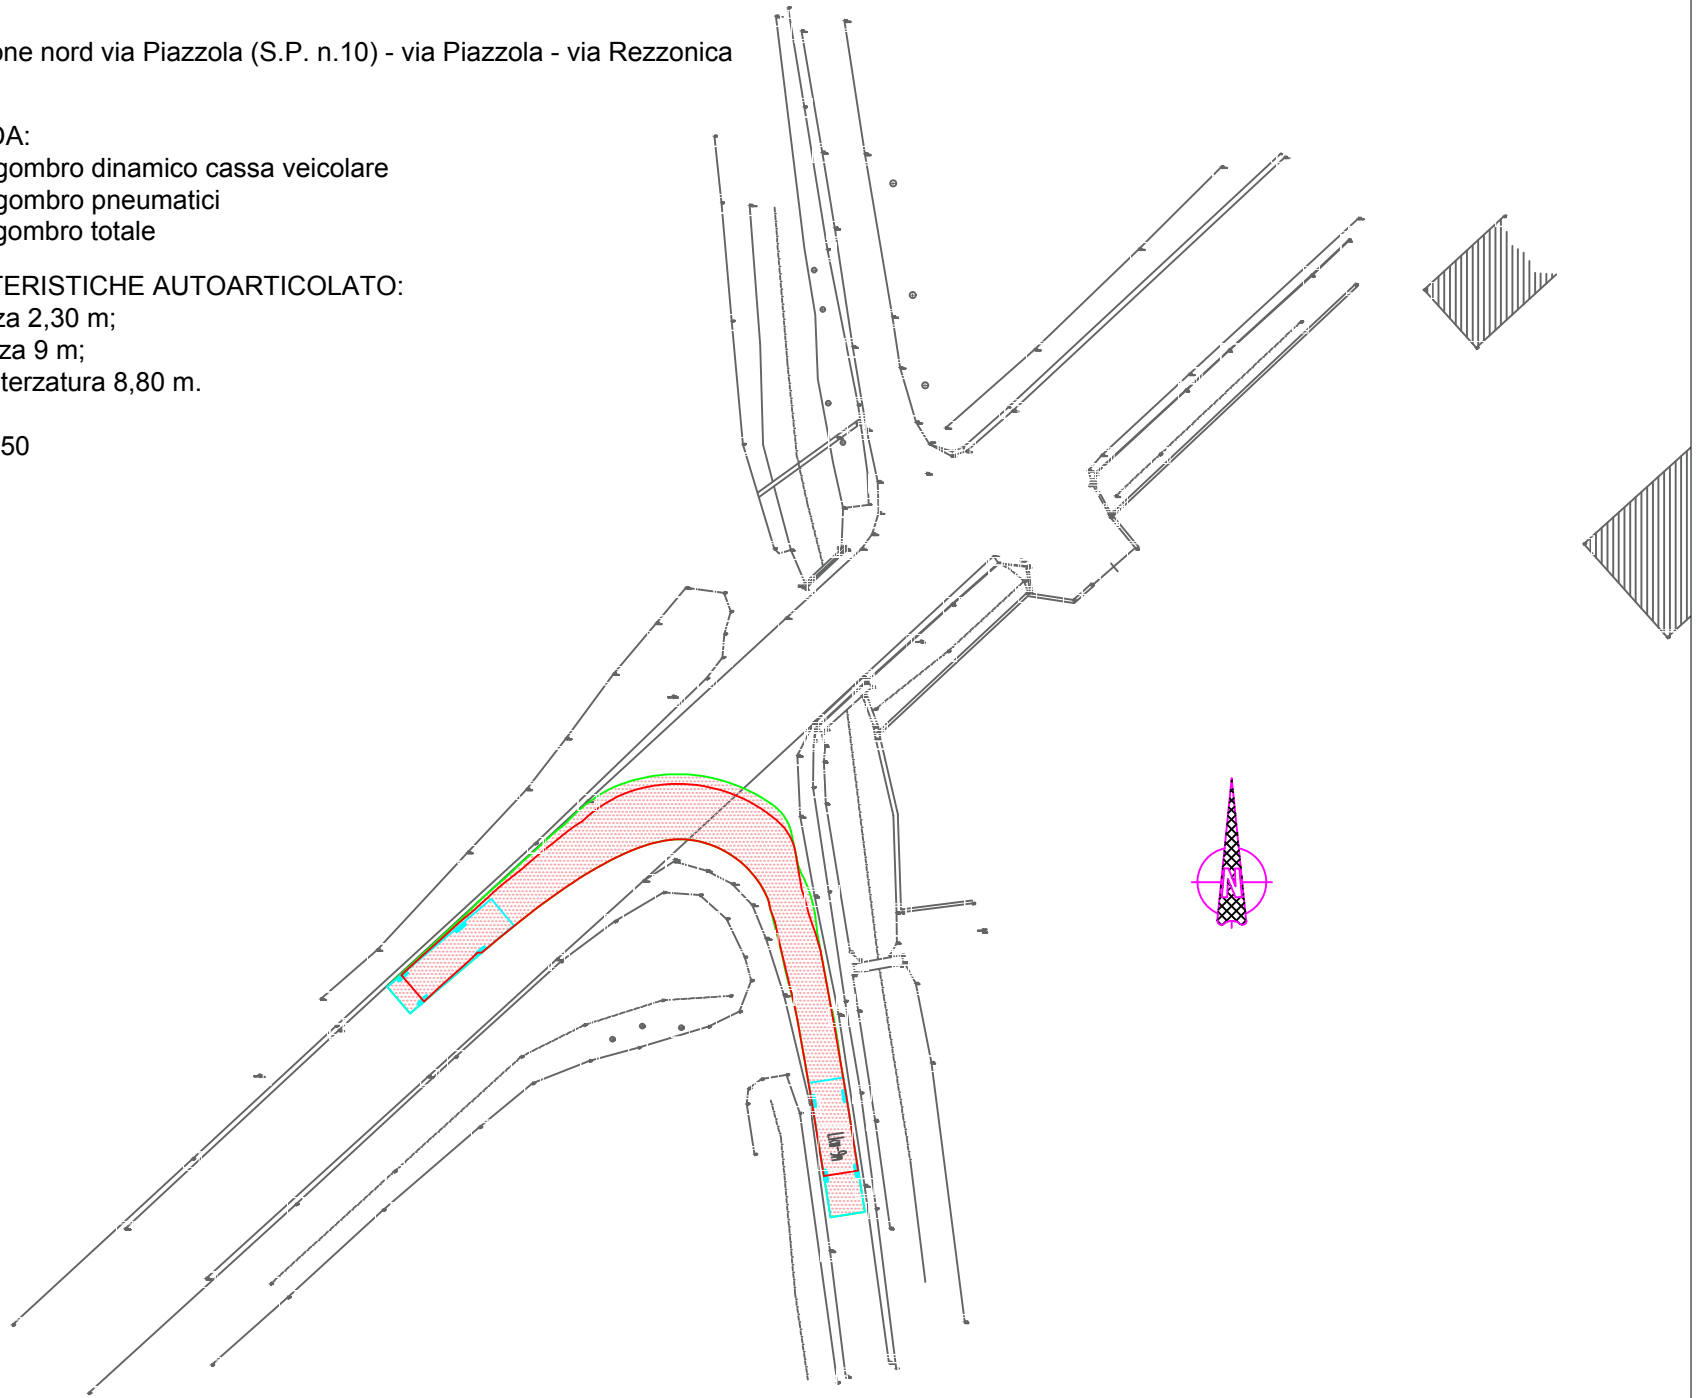 one nord via Piazzola (S.P. n.10) - via Piazzola - via Rezzonica
DA:
gombro dinamico cassa veicolare
gombro pneumatici
gombro totale
TERISTICHE AUTOARTICOLATO:
za 2,30 m;
za 9 m;
terzatura 8,80 m.
50
N